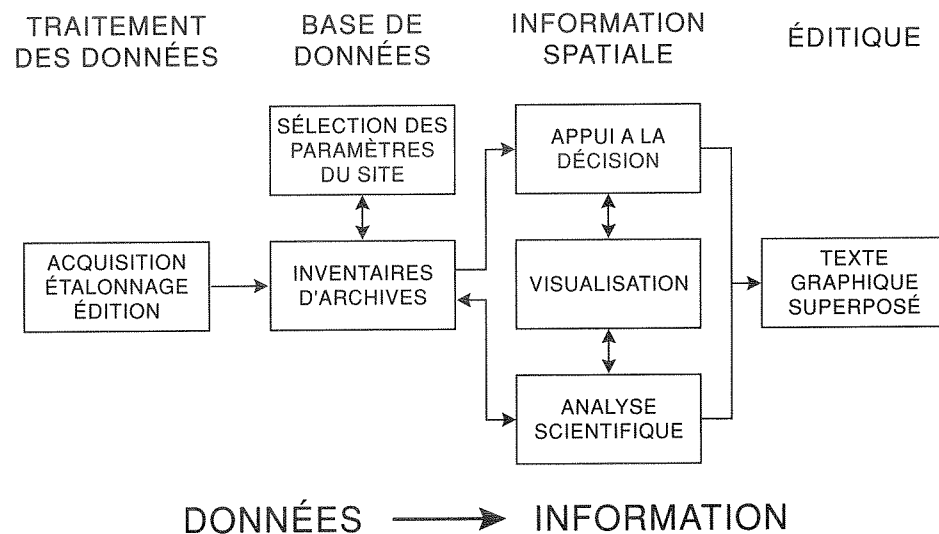 TRAITEMENT
DES DONNÉES
BASE DE
DONNÉES
INFORMATION
SPATIALE
ÉDITIQUE
SÉLECTION DES
PARAMÈTRES
DU SITE
APPUI A LA
DÉCISION
ACQUISITION
ÉTALONNAGE
ÉDITION
INVENTAIRES
D'ARCHIVES
VISUALISATION
TEXTE
GRAPHIQUE
SUPERPOSÉ
ANALYSE
SCIENTIFIQUE
DONNÉES
INFORMATION